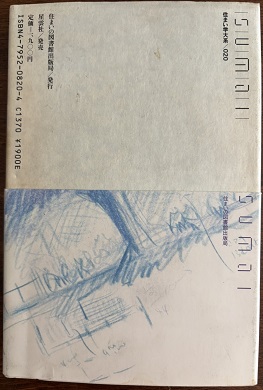 sumai
住まい学大系／020
住まいの図書館出版局／発行
星雲社／発売
定価＝一、九〇〇円
ISBN4-7952-0820-4 C1370 ¥1900E
sumai
住まいの図書館出版局